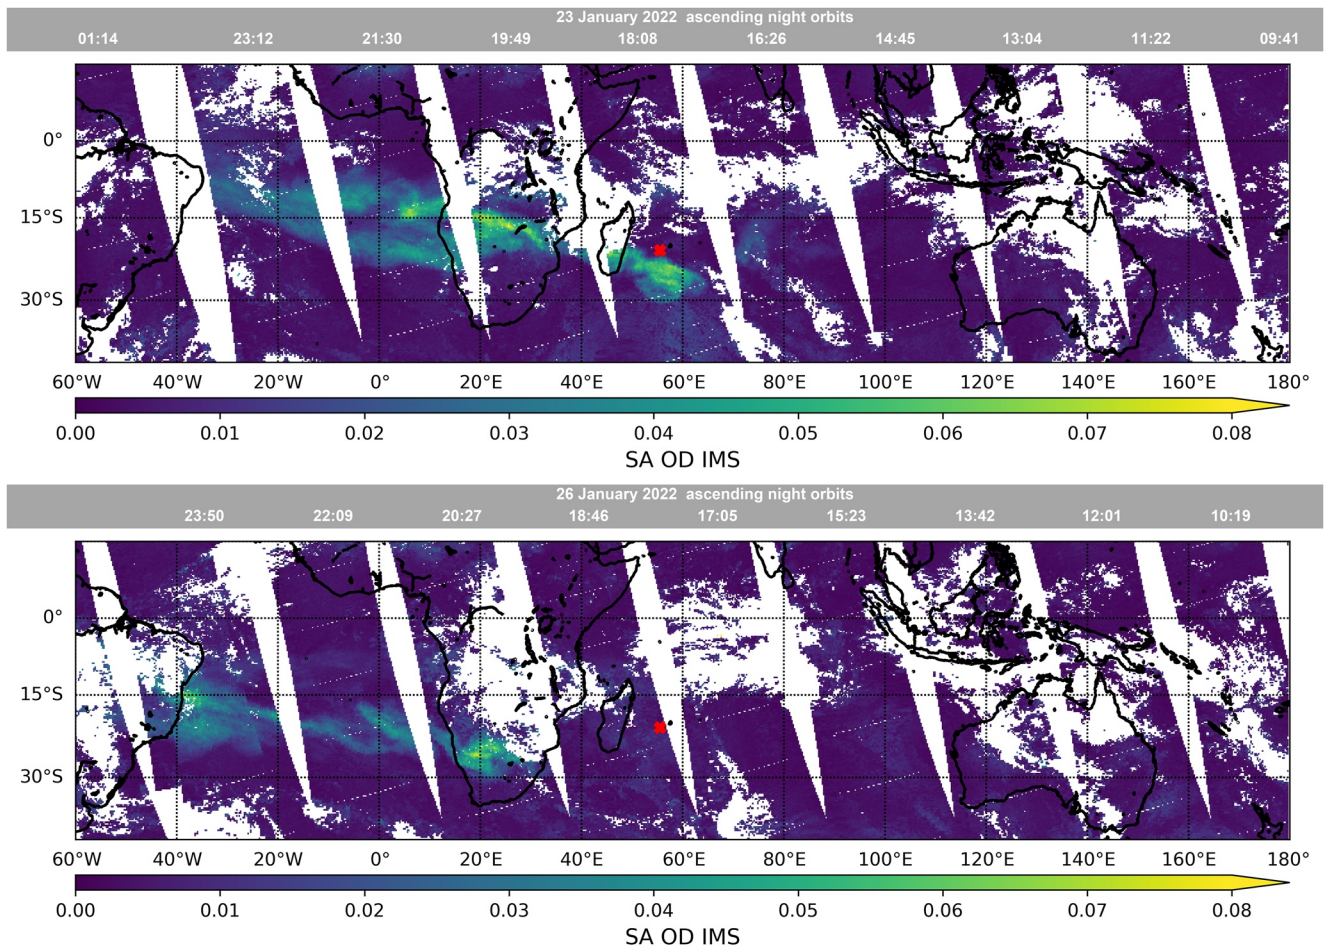 23 January 2022 ascending night orbits
01:14 23:12 21:30 19:49 18:08 16:26 14:45 13:04 11:22 09:41
0°
15°S
30°S
60°W 40°W 20°W 0° 20°E 40°E 60°E 80°E 100°E 120°E 140°E 160°E 180°
0.00 0.01 0.02 0.03 0.04 0.05 0.06 0.07 0.08
SA OD IMS
26 January 2022 ascending night orbits
23:50 22:09 20:27 18:46 17:05 15:23 13:42 12:01 10:19
0°
15°S
30°S
60°W 40°W 20°W 0° 20°E 40°E 60°E 80°E 100°E 120°E 140°E 160°E 180°
0.00 0.01 0.02 0.03 0.04 0.05 0.06 0.07 0.08
SA OD IMS